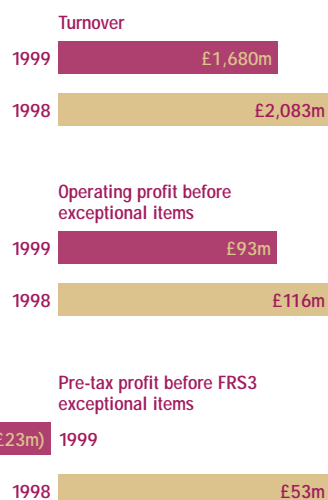 Turnover
1999 £1,680m
1998 £2,083m
Operating profit before
exceptional items
1999 £93m
1998 £116m
Pre-tax profit before FRS3
exceptional items
£23m) 1999
1998 £53m